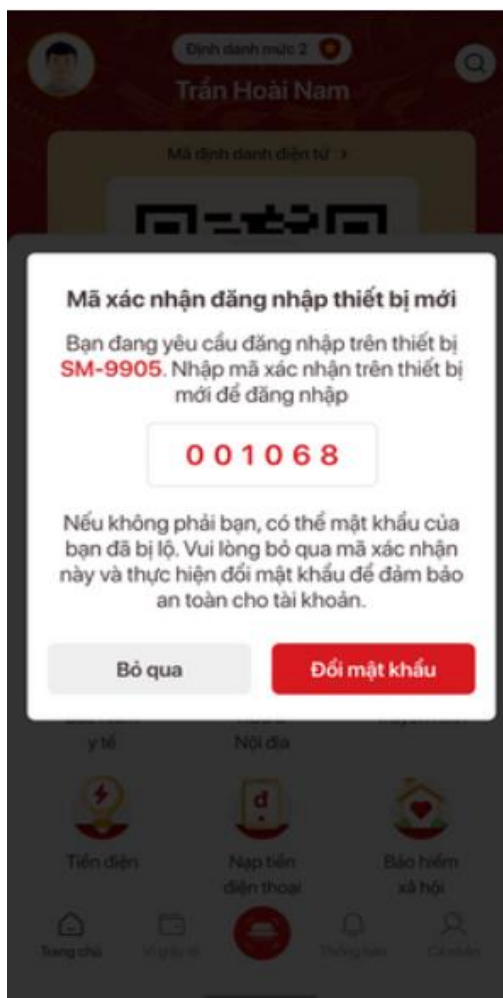 Định danh mức 2
Trần Hoài Nam
Mã định danh điện tử >
Mã xác nhận đăng nhập thiết bị mới
Bạn đang yêu cầu đăng nhập trên thiết bị
SM-9905. Nhập mã xác nhận trên thiết bị
mới để đăng nhập
001068
Nếu không phải bạn, có thể mật khẩu của
bạn đã bị lộ. Vui lòng bỏ qua mã xác nhận
này và thực hiện đổi mật khẩu để đảm bảo
an toàn cho tài khoản.
Bỏ qua
Đổi mật khẩu
y tế
Nội địa
Tiền điện
Nạp tiền
điện thoại
Bảo hiểm
xã hội
Trang chủ
Ví giấy tờ
Thông báo
Cá nhân